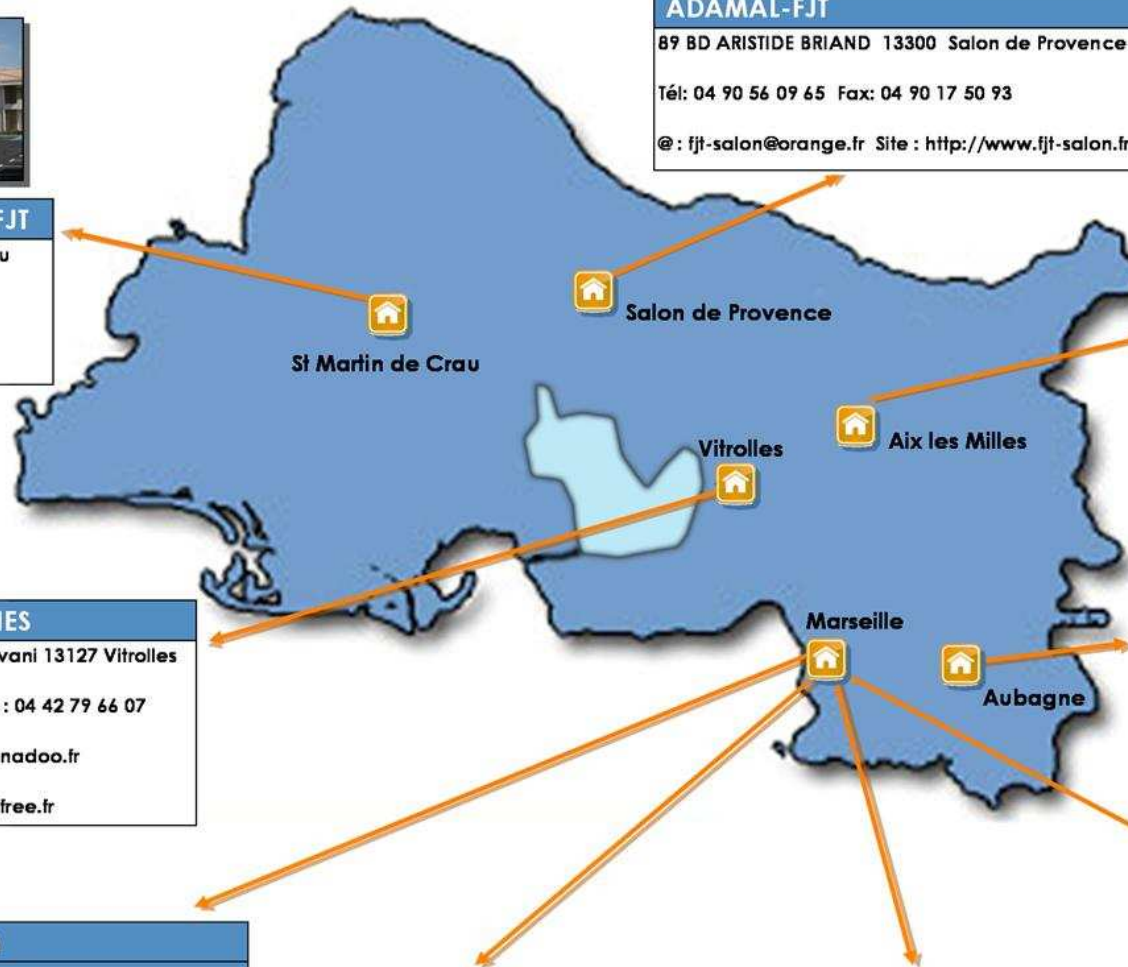 ADAMAL-FJT
89 BD ARISTIDE BRIAND 13300 Salon de Provence
Tél: 04 90 56 09 65 Fax: 04 90 17 50 93
@ : fjt-salon@orange.fr Site : http://www.fjt-salon.fr
FJT
u
Salon de Provence
St Martin de Crau
Aix les Milles
Vitrolles
Marseille
Aubagne
vani 13127 Vitrolles
: 04 42 79 66 07
nadoo.fr
free.fr